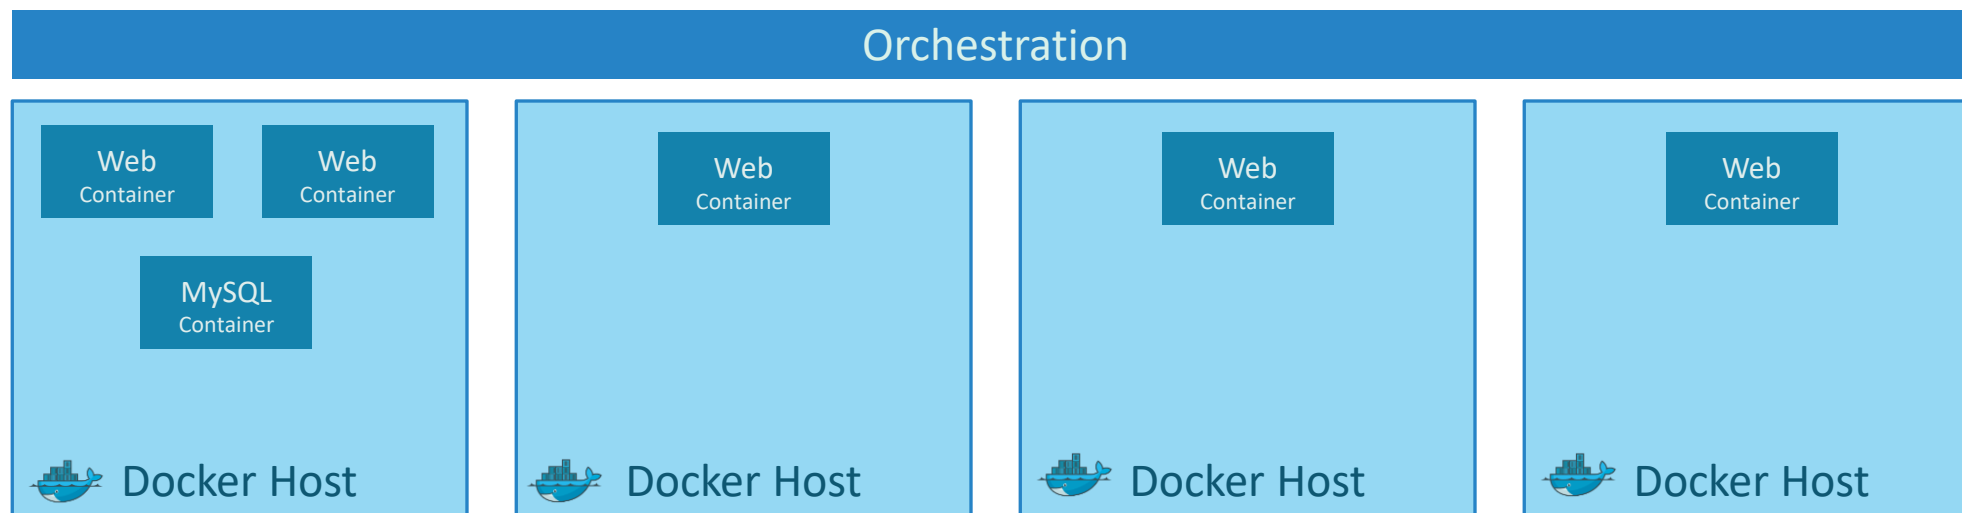 Orchestration
Web
Container
Web
Container
MySQL
Container
Docker Host
Web
Container
Docker Host
Web
Container
Docker Host
Web
Container
Docker Host